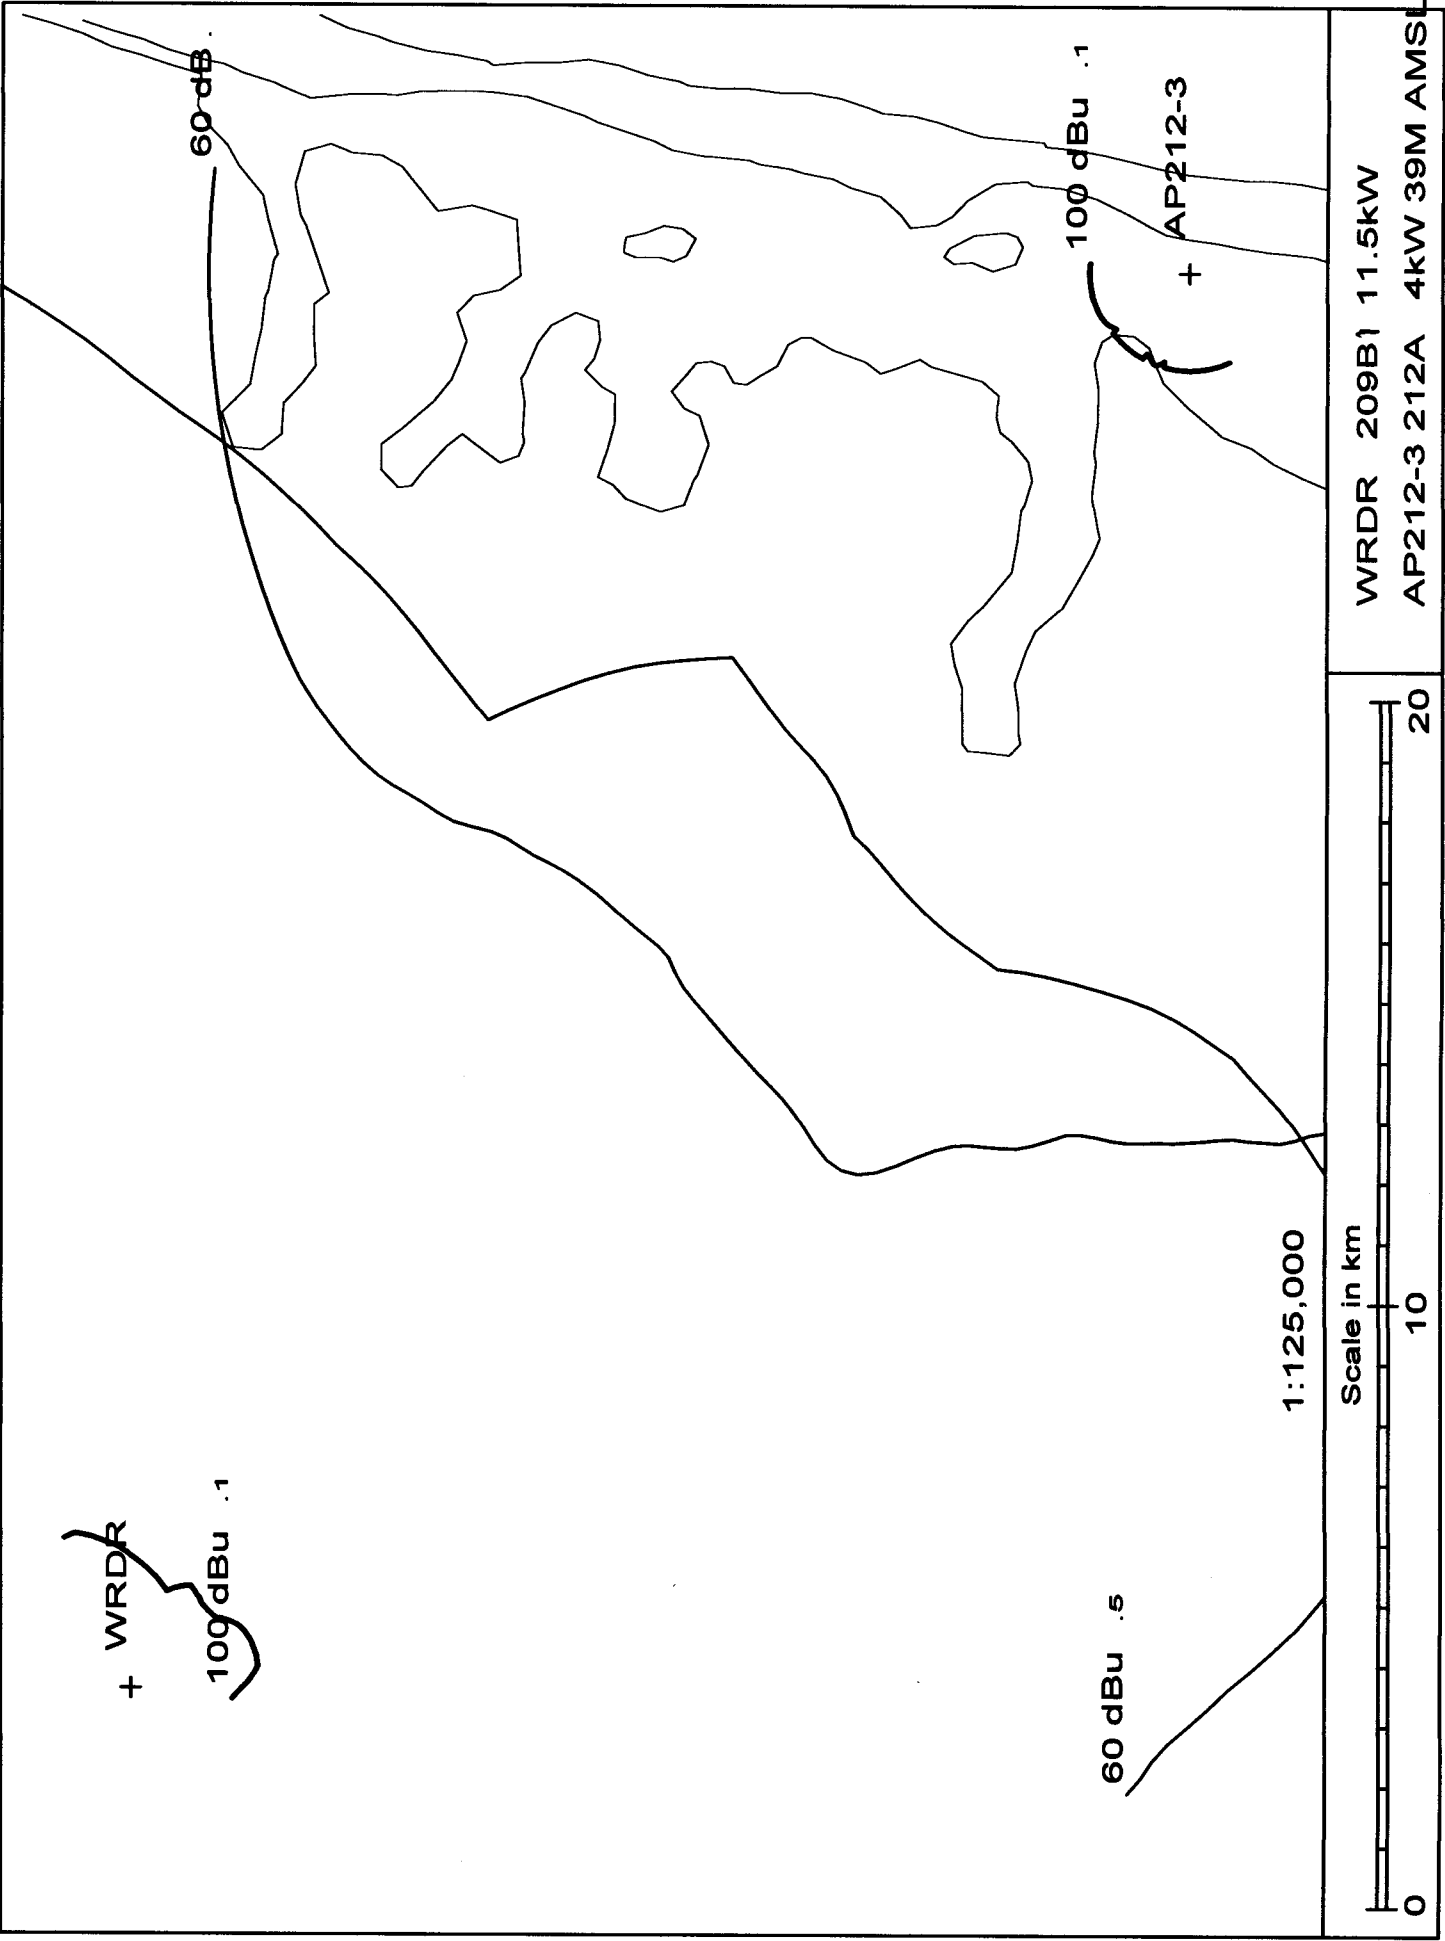 + WRDR
100 dBu .1
60 dB .
60 dBu .5
100 dBu .1
+ AP212-3
1:125,000
Scale in km
0 10 20
WRDR 209B1 11.5kW
AP212-3 212A 4kW 39M AMSL